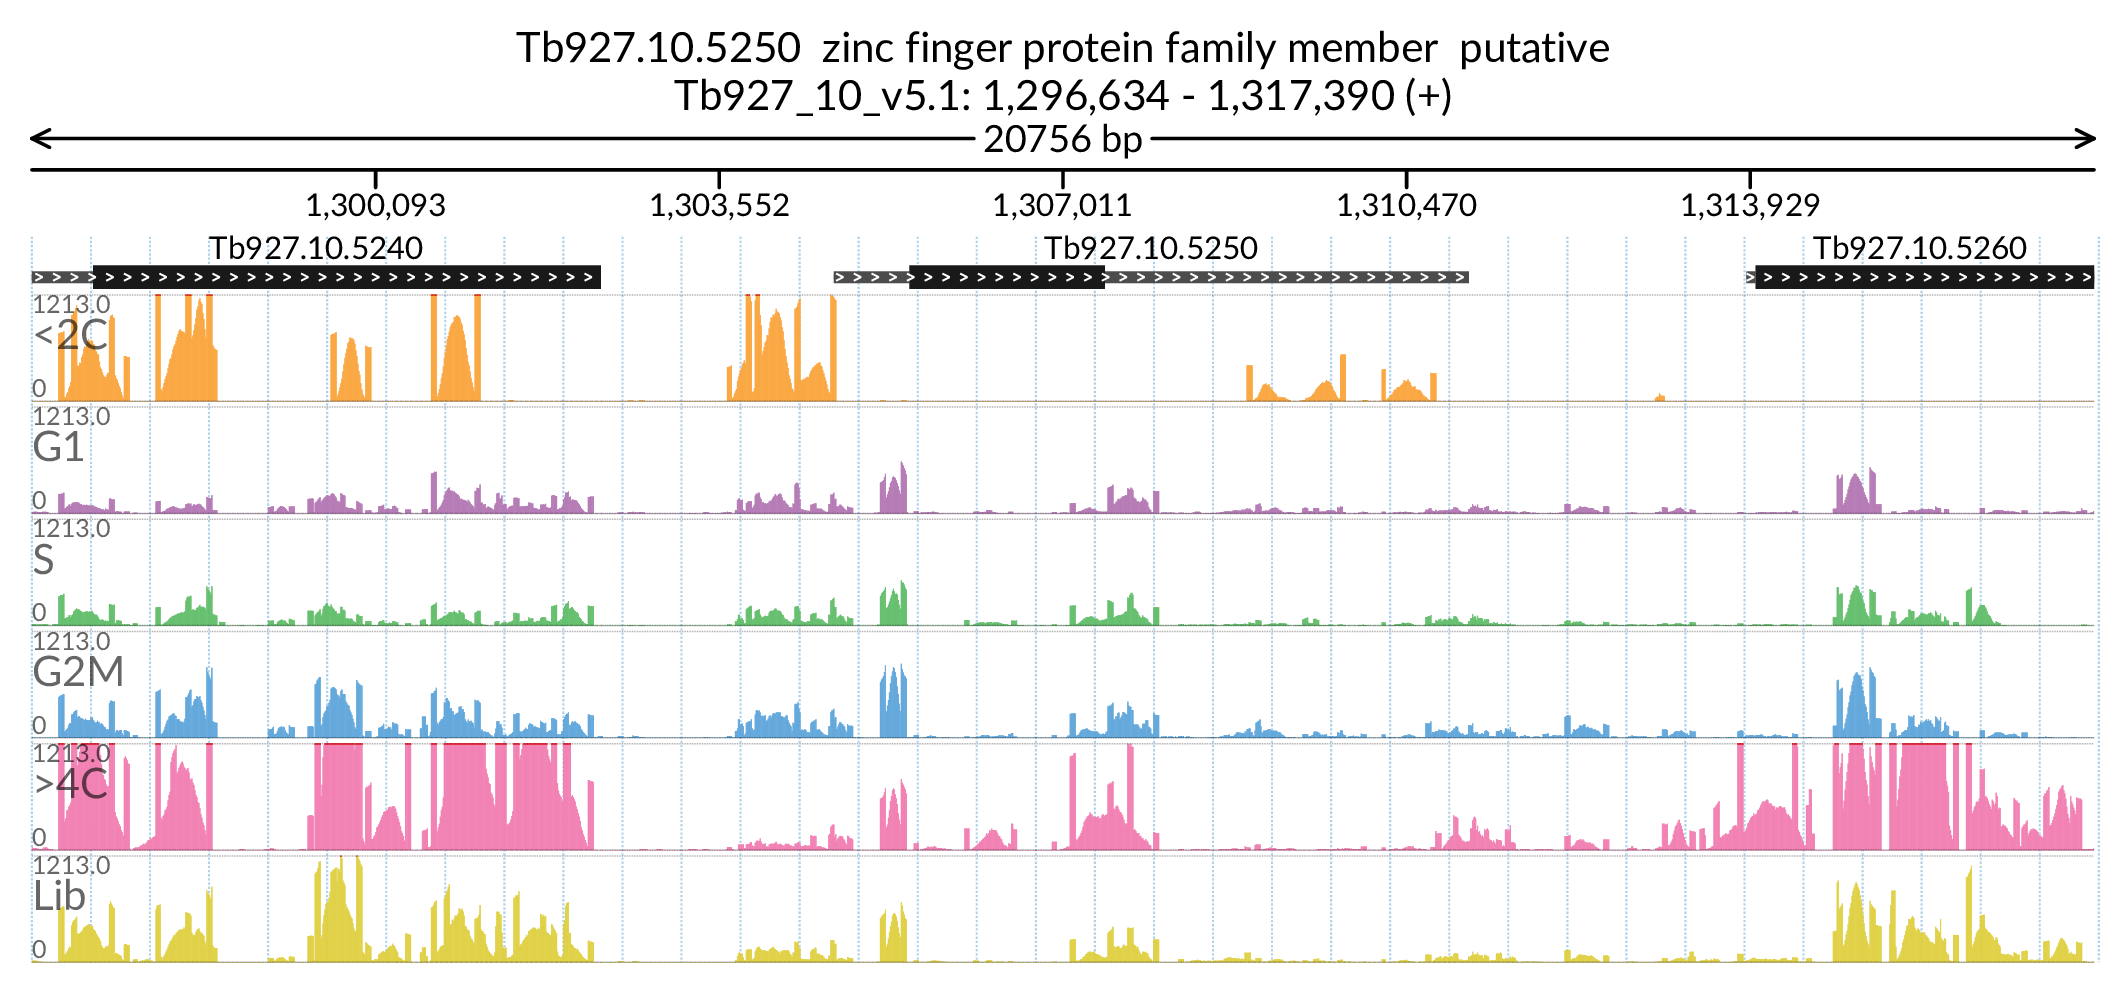 Tb927.10.5250  zinc finger protein family member  putative
Tb927_10_v5.1: 1,296,634 - 1,317,390 (+)
20756 bp
1,300,093 1,303,552 1,307,011 1,310,470 1,313,929
Tb927.10.5240 Tb927.10.5250 Tb927.10.5260
1213.0
<2C
0
1213.0
G1
0
1213.0
S
0
1213.0
G2M
0
1213.0
>4C
0
1213.0
Lib
0